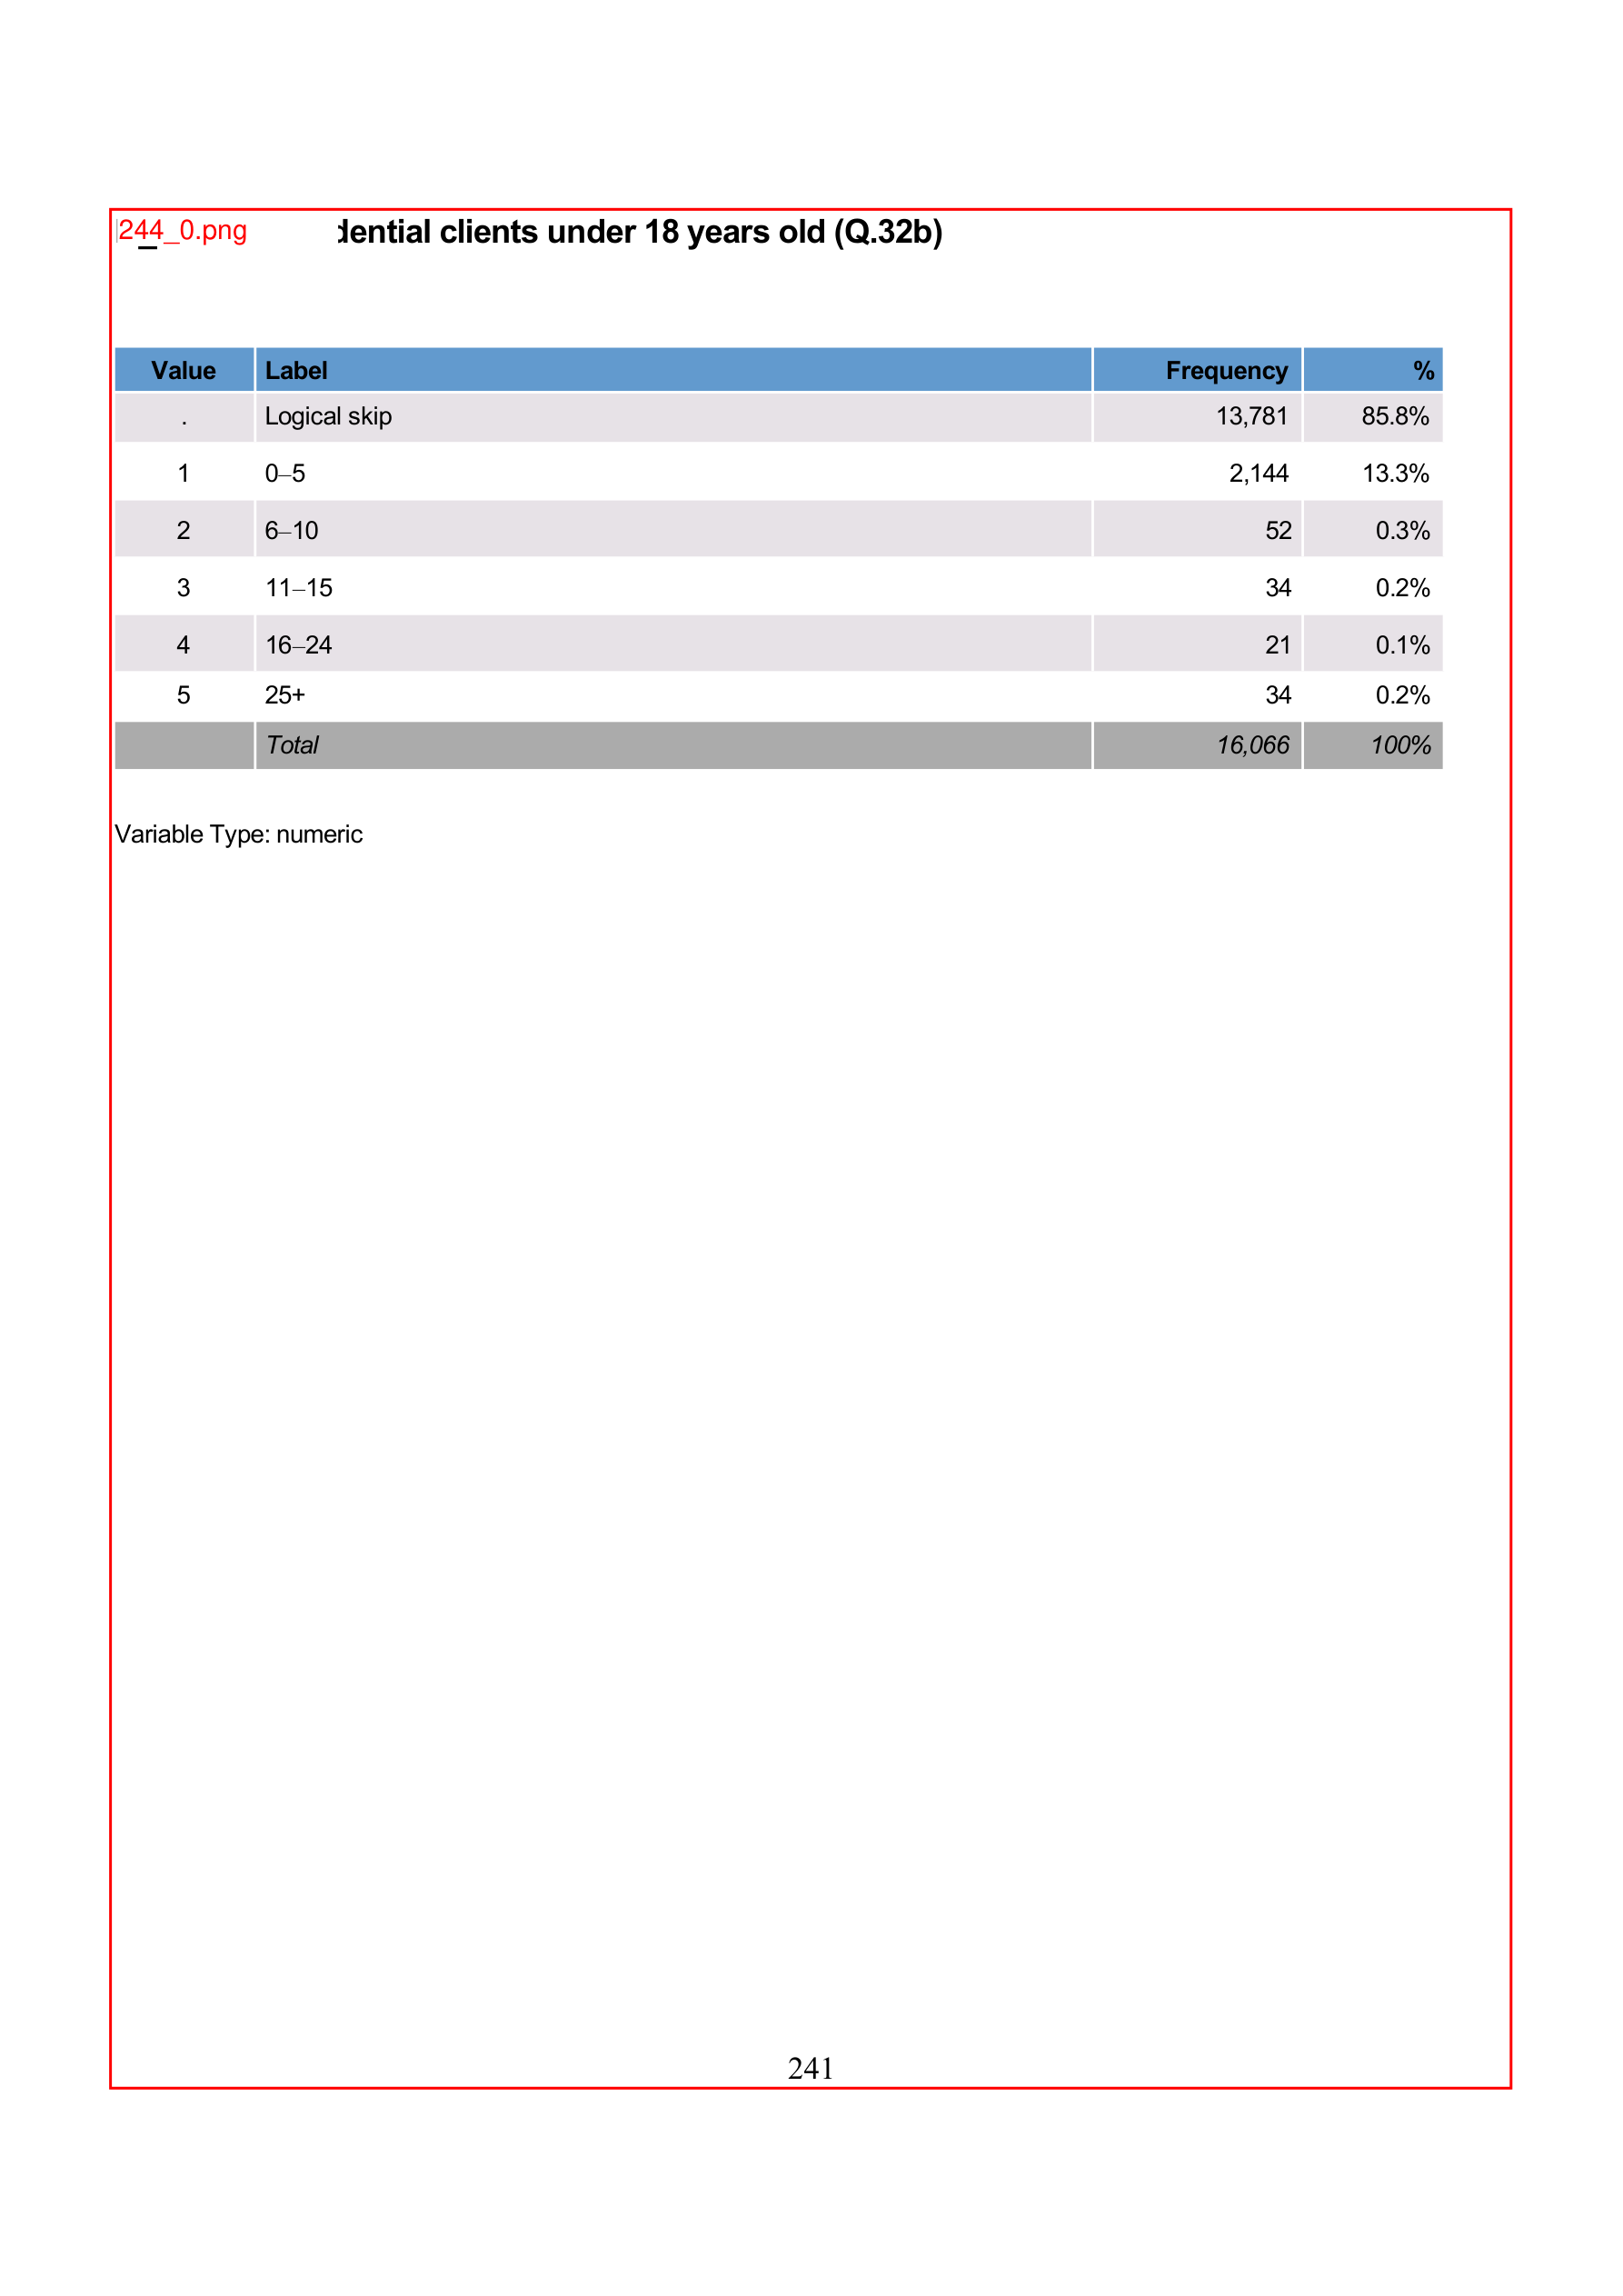 244_0.png dential clients under 18 years old (Q.32b)
Value Label Frequency %
. Logical skip 13,781 85.8%
1 0–5 2,144 13.3%
2 6–10 52 0.3%
3 11–15 34 0.2%
4 16–24 21 0.1%
5 25+ 34 0.2%
Total 16,066 100%
Variable Type: numeric
241